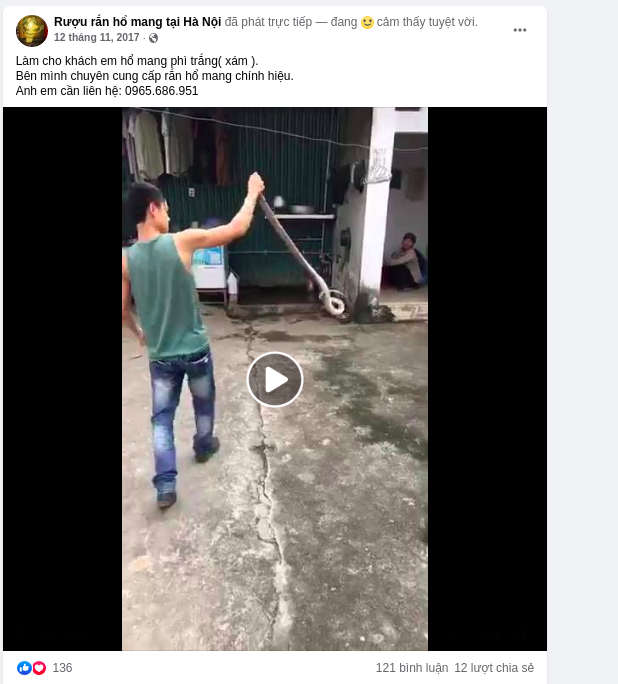 Rượu rắn hổ mang tại Hà Nội đã phát trực tiếp — đang cảm thấy tuyệt vời.
12 tháng 11, 2017 ·
Làm cho khách em hổ mang phì trắng( xám ).
Bên mình chuyên cung cấp rắn hổ mang chính hiệu.
Anh em cần liên hệ: 0965.686.951
136
121 bình luận 12 lượt chia sẻ